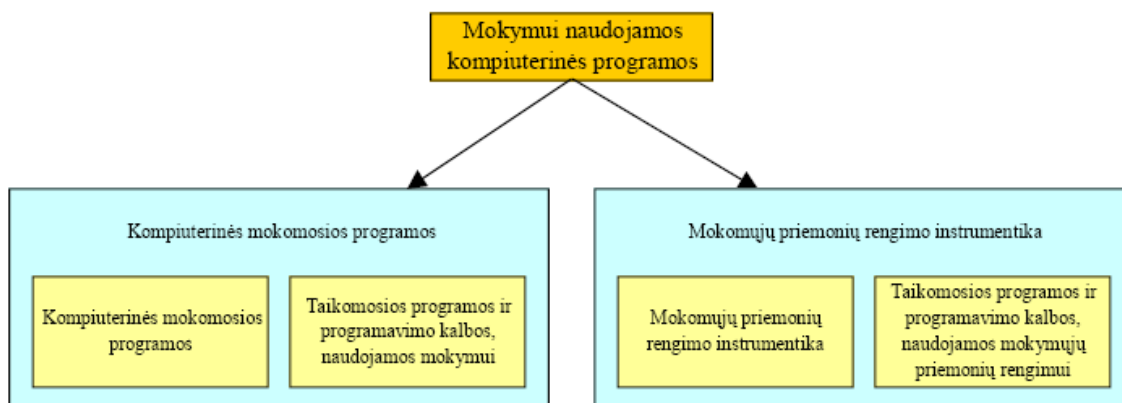 Mokymui naudojamos
kompiuterinės programos
Kompiuterinės mokomosios programos
Kompiuterinės mokomosios
programos
Taikomosios programos ir
programavimo kalbos,
naudojamos mokymui
Mokomųjų priemonių rengimo instrumentika
Mokomųjų priemonių
rengimo instrumentika
Taikomosios programos ir
programavimo kalbos,
naudojamos mokymųjų
priemonių rengimui